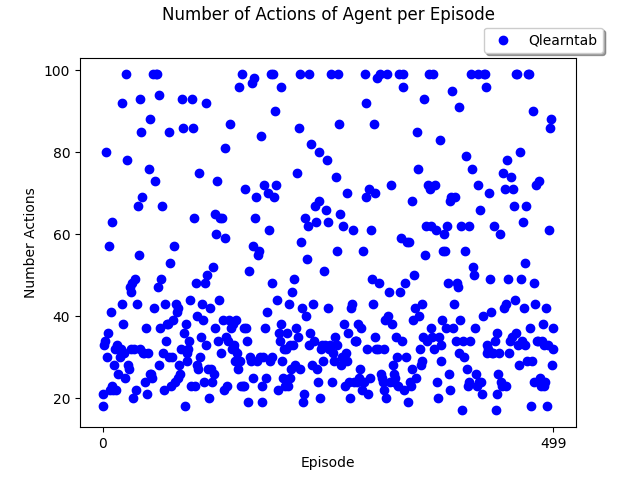 Number of Actions of Agent per Episode
Qlearntab
100
80
60
40
20
Number Actions
0
499
Episode